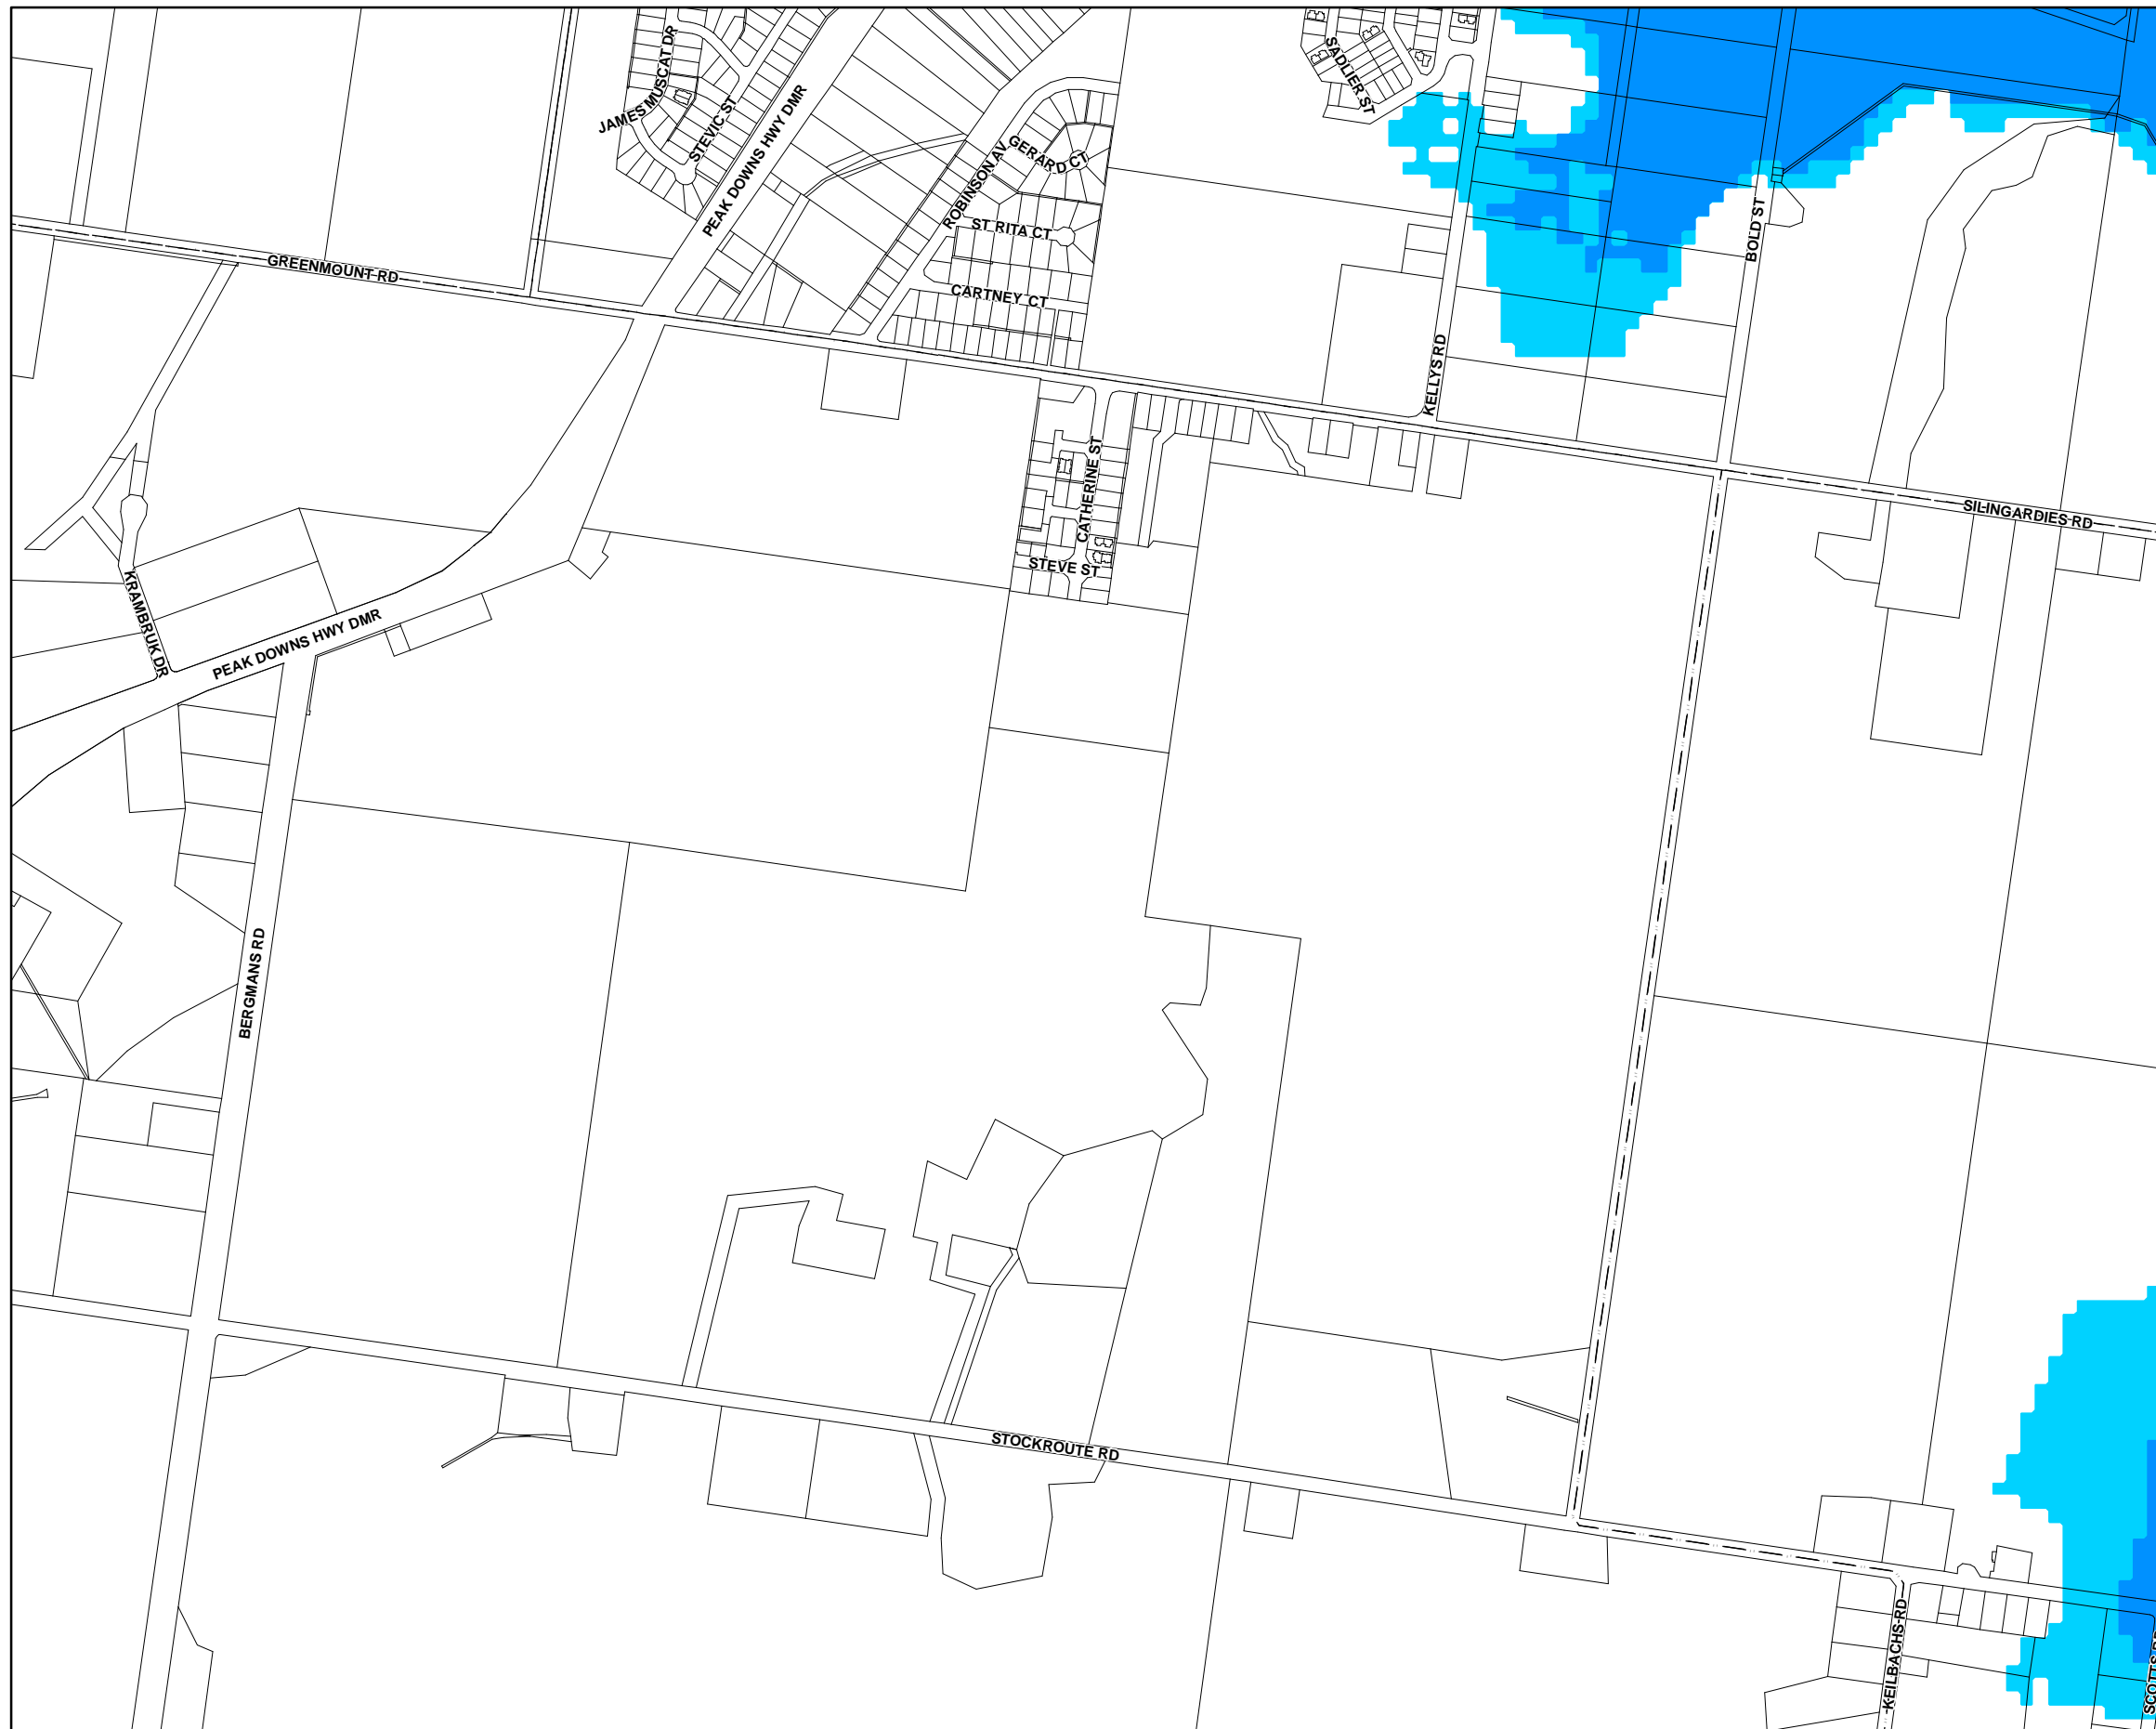 JAMES MUSCAT DR
STEVIC ST
PEAK DOWNS HWY DMR
SADLIER ST
ROBINSON AV
GERARD CT
ST RITA CT
CARTNEY CT
GREENMOUNT RD
BOLD ST
KELLYS RD
CATHERINE ST
STEVE ST
SILINGARDIES RD
KRAMBRUK DR
PEAK DOWNS HWY DMR
BERGMANS RD
STOCKROUTE RD
KEILBACHS RD
SCOTTS